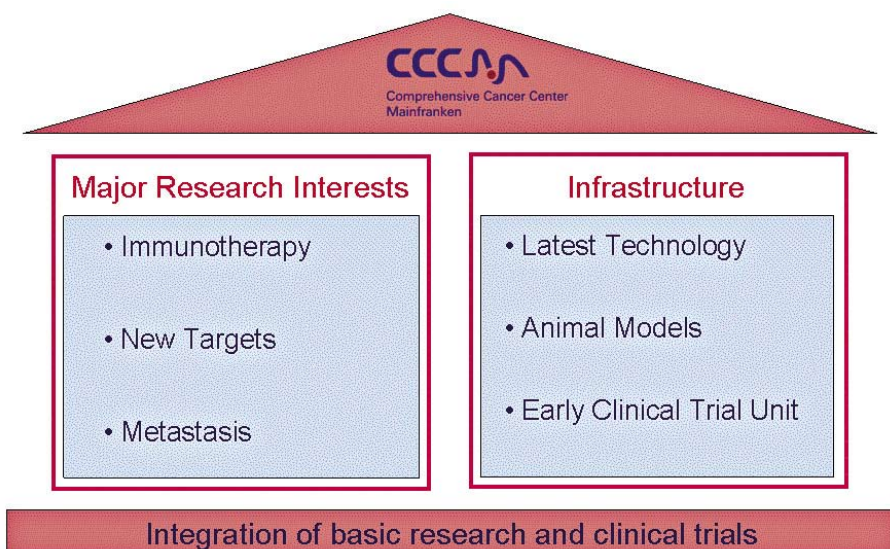 CCCM
Comprehensive Cancer Center
Mainfranken
Major Research Interests
• Immunotherapy
• New Targets
• Metastasis
Infrastructure
• Latest Technology
• Animal Models
• Early Clinical Trial Unit
Integration of basic research and clinical trials